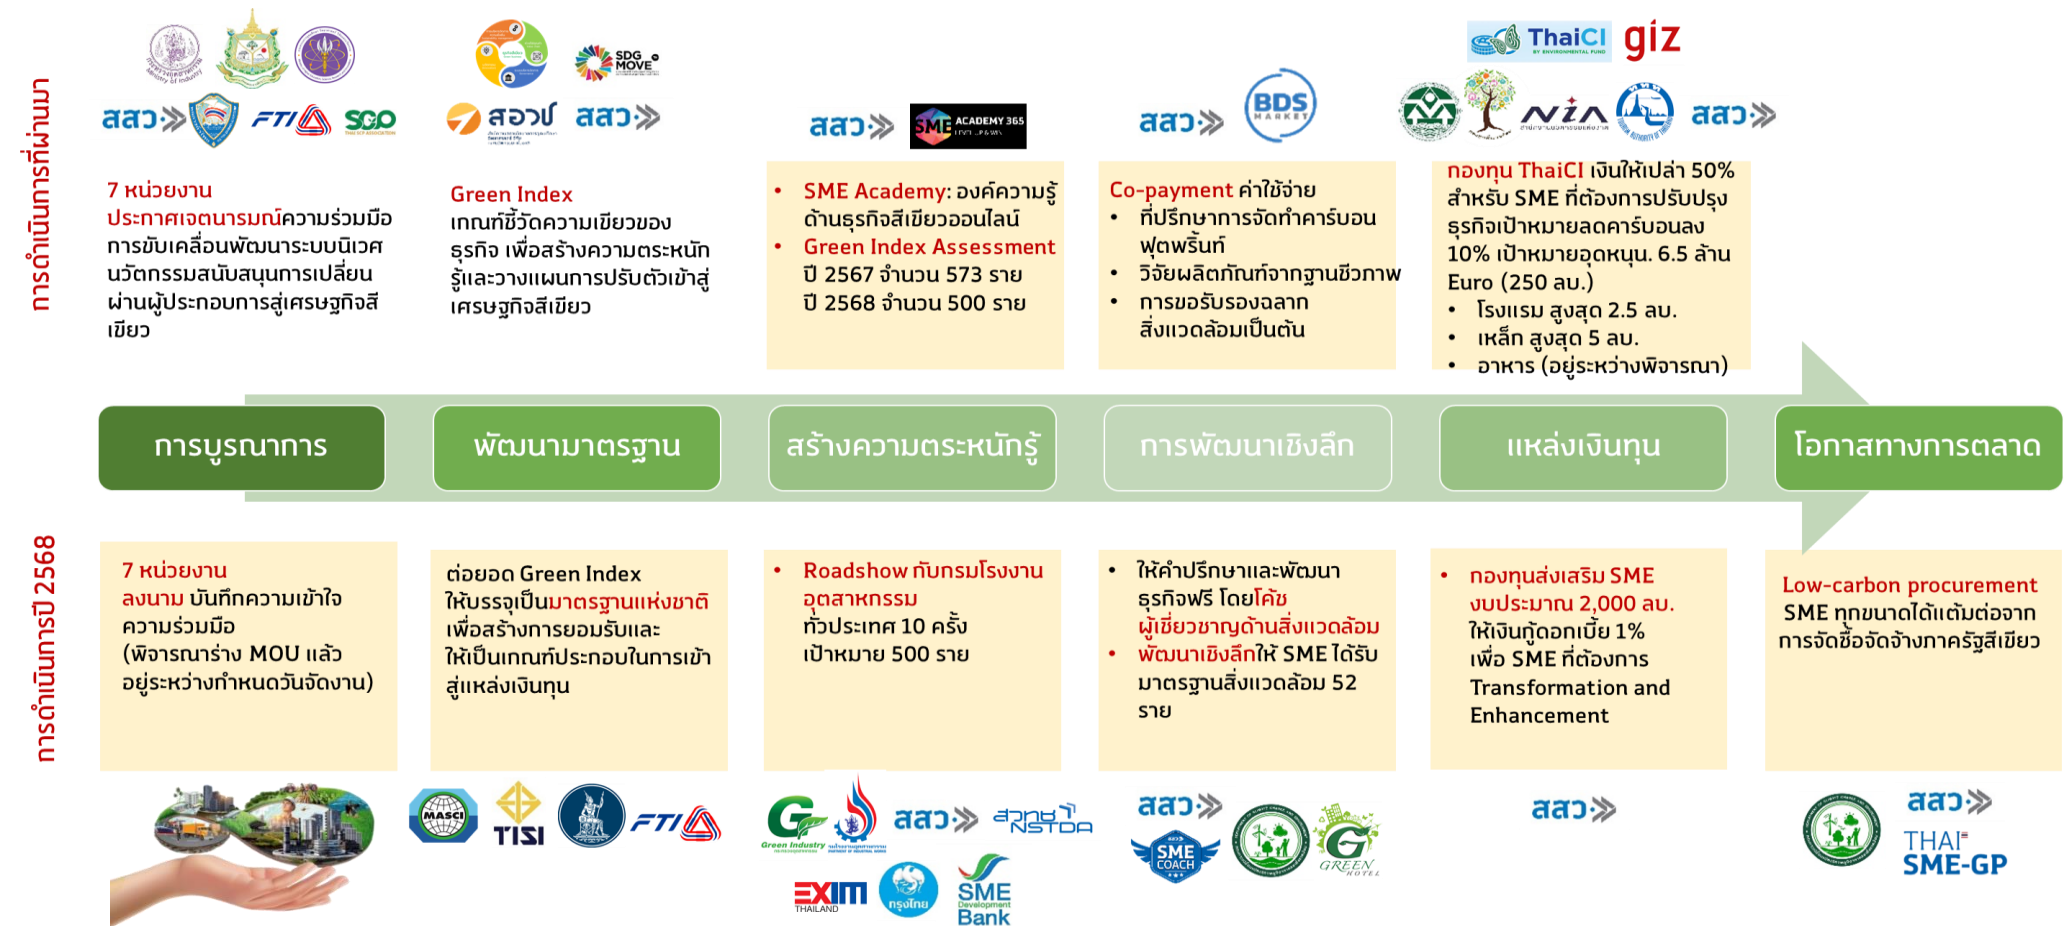 การดำเนินการที่ผ่านมา
สสว.
FTI
SGP
SDG
MOVE
สอวช
สสว.
สสว.
SME ACADEMY 365
สสว.
BDS
MARKET
ThaiCI
BY ENVIRONMENTAL FUND
giz
NIA
สสว.
7 หน่วยงาน
ประกาศเจตนารมณ์ความร่วมมือ
การขับเคลื่อนพัฒนาระบบนิเวศ
นวัตกรรมสนับสนุนการเปลี่ยน
ผ่านผู้ประกอบการสู่เศรษฐกิจสี
เขียว
Green Index
เกณฑ์ชี้วัดความเขียวของ
ธุรกิจ เพื่อสร้างความตระหนัก
รู้และวางแผนการปรับตัวเข้าสู่
เศรษฐกิจสีเขียว
• SME Academy: องค์ความรู้
ด้านธุรกิจสีเขียวออนไลน์
• Green Index Assessment
ปี 2567 จำนวน 573 ราย
ปี 2568 จำนวน 500 ราย
Co-payment ค่าใช้จ่าย
• ที่ปรึกษาการจัดทำคาร์บอน
ฟุตพริ้นท์
• วิจัยผลิตภัณฑ์จากฐานชีวภาพ
• การขอรับรองฉลาก
สิ่งแวดล้อมเป็นต้น
กองทุน ThaiCI เงินให้เปล่า 50%
สำหรับ SME ที่ต้องการปรับปรุง
ธุรกิจเป้าหมายลดคาร์บอนลง
10% เป้าหมายอุดหนุน. 6.5 ล้าน
Euro (250 ลบ.)
• โรงแรม สูงสุด 2.5 ลบ.
• เหล็ก สูงสุด 5 ลบ.
• อาหาร (อยู่ระหว่างพิจารณา)
การบูรณาการ
พัฒนามาตรฐาน
สร้างความตระหนักรู้
การพัฒนาเชิงลึก
แหล่งเงินทุน
โอกาสทางการตลาด
การดำเนินการปี 2568
7 หน่วยงาน
ลงนาม บันทึกความเข้าใจ
ความร่วมมือ
(พิจารณาร่าง MOU แล้ว
อยู่ระหว่างกำหนดวันจัดงาน)
ต่อยอด Green Index
ให้บรรจุเป็นมาตรฐานแห่งชาติ
เพื่อสร้างการยอมรับและ
ให้เป็นเกณฑ์ประกอบในการเข้า
สู่แหล่งเงินทุน
• Roadshow กับกรมโรงงาน
อุตสาหกรรม
ทั่วประเทศ 10 ครั้ง
เป้าหมาย 500 ราย
• ให้คำปรึกษาและพัฒนา
ธุรกิจฟรี โดยโค้ช
ผู้เชี่ยวชาญด้านสิ่งแวดล้อม
• พัฒนาเชิงลึกให้ SME ได้รับ
มาตรฐานสิ่งแวดล้อม 52
ราย
• กองทุนส่งเสริม SME
งบประมาณ 2,000 ลบ.
ให้เงินกู้ดอกเบี้ย 1%
เพื่อ SME ที่ต้องการ
Transformation and
Enhancement
Low-carbon procurement
SME ทุกขนาดได้แต้มต่อจาก
การจัดซื้อจัดจ้างภาครัฐสีเขียว
MASCI
TISI
FTI
Green Industry
สสว.
สวทช
NSTDA
EXIM
THAILAND
กรุงไทย
SME
Development
Bank
สสว.
SME
COACH
GREEN
HOTEL
สสว.
สสว.
THAI
SME-GP